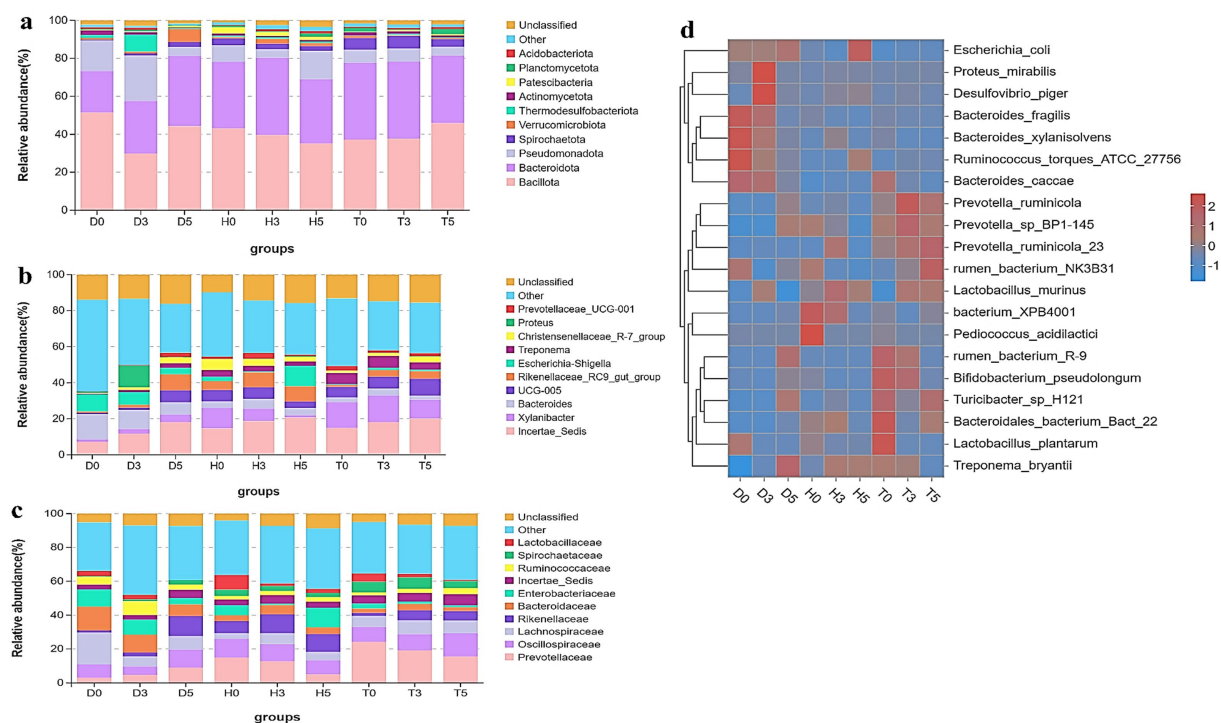 a
Relative abundance(%)
100
80
60
40
20
0
D0 D3 D5 H0 H3 H5 T0 T3 T5
groups
Unclassified
Other
Acidobacteriota
Planctomycetota
Patescibacteria
Actinomycetota
Thermodesulfobacteriota
Verrucomicrobiota
Spirochaetota
Pseudomonadota
Bacteroidota
Bacillota
b
Relative abundance(%)
100
80
60
40
20
0
D0 D3 D5 H0 H3 H5 T0 T3 T5
groups
Unclassified
Other
Prevotellaceae_UCG-001
Proteus
Christensenellaceae_R-7_group
Treponema
Escherichia-Shigella
Rikenellaceae_RC9_gut_group
UCG-005
Bacteroides
Xylanibacter
Incertae_Sedis
c
Relative abundance(%)
100
80
60
40
20
0
D0 D3 D5 H0 H3 H5 T0 T3 T5
groups
Unclassified
Other
Lactobacillaceae
Spirochaetaceae
Ruminococcaceae
Incertae_Sedis
Enterobacteriaceae
Bacteroidaceae
Rikenellaceae
Lachnospiraceae
Oscillospiraceae
Prevotellaceae
d
Escherichia_coli
Proteus_mirabilis
Desulfovibrio_piger
Bacteroides_fragilis
Bacteroides_xylanisolvens
Ruminococcus_torques_ATCC_27756
Bacteroides_caccae
Prevotella_ruminicola
Prevotella_sp_BP1-145
Prevotella_ruminicola_23
rumen_bacterium_NK3B31
Lactobacillus_murinus
bacterium_XPB4001
Pediococcus_acidilactici
rumen_bacterium_R-9
Bifidobacterium_pseudolongum
Turicibacter_sp_H121
Bacteroidales_bacterium_Bact_22
Lactobacillus_plantarum
Treponema_bryantii
D0 D3 D5 H0 H3 H5 T0 T3 T5
2
1
0
-1